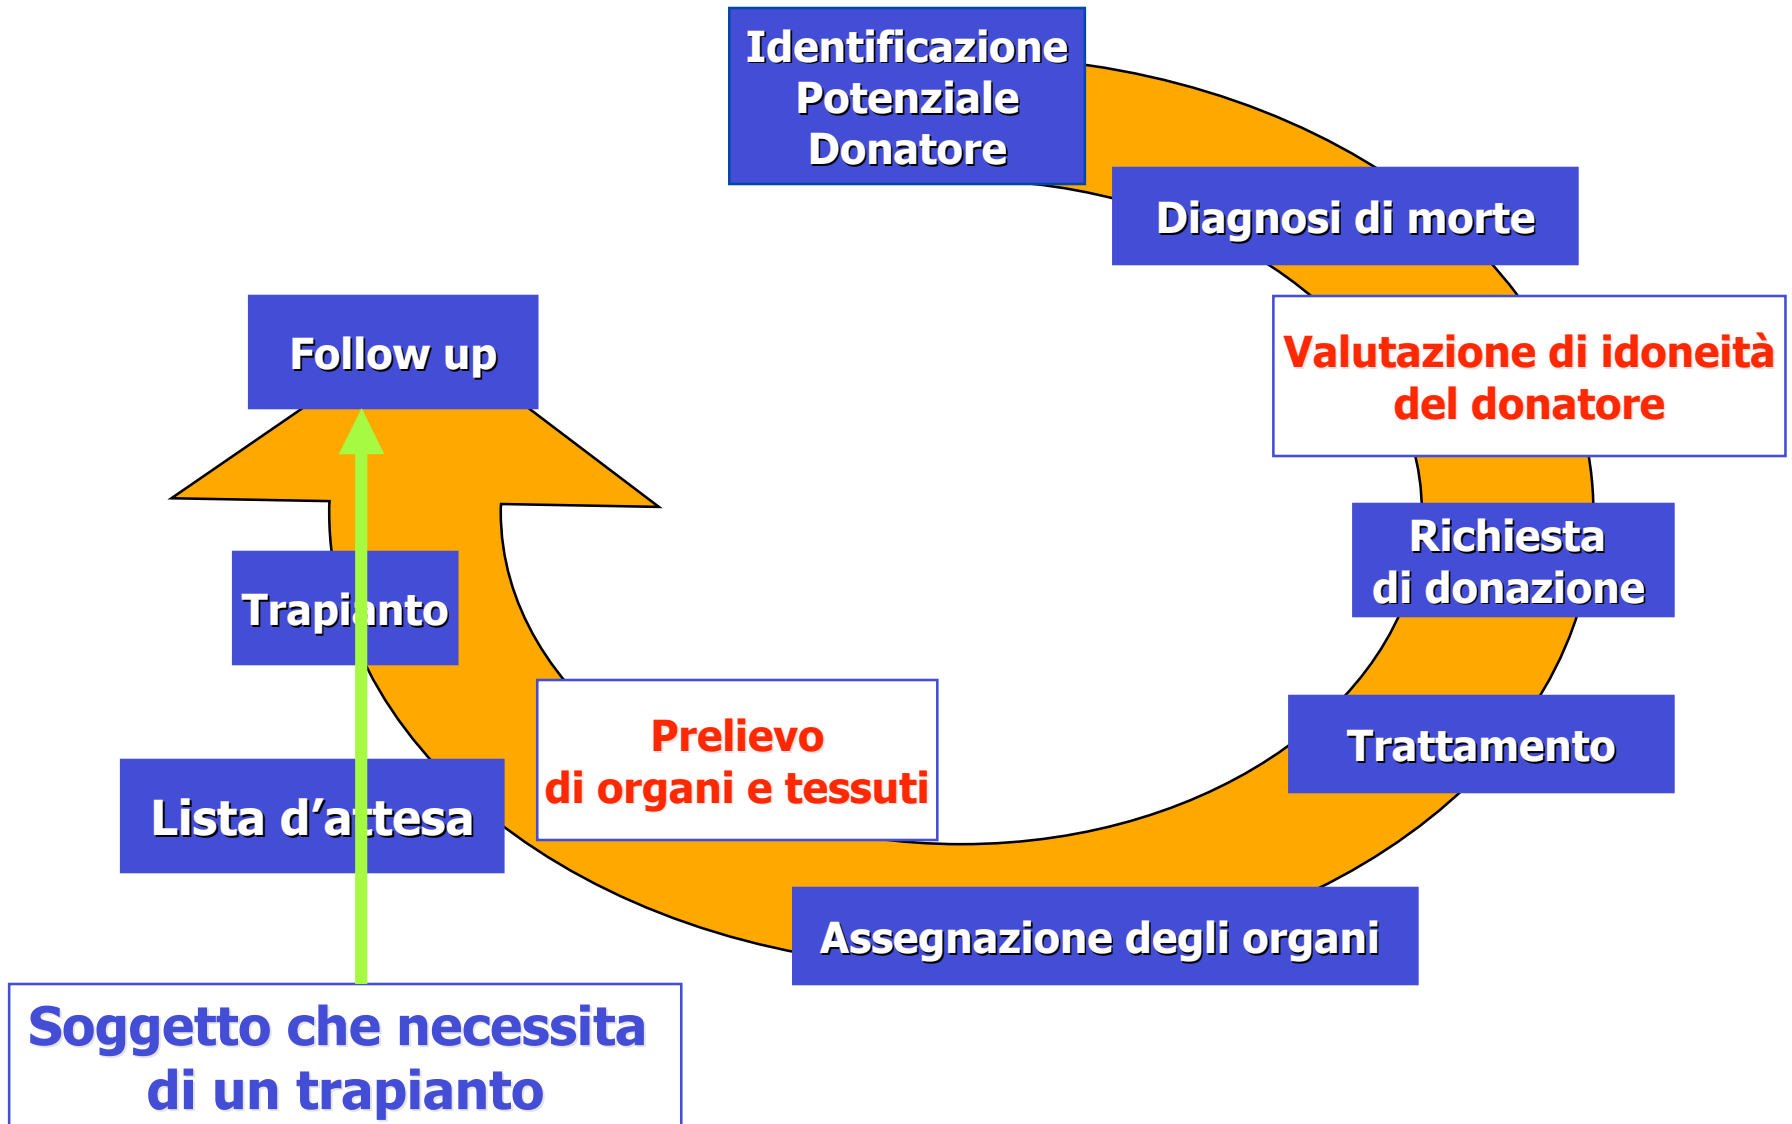 Identificazione
Potenziale
Donatore
Diagnosi di morte
Valutazione di idoneità
del donatore
Richiesta
di donazione
Trattamento
Assegnazione degli organi
Prelievo
di organi e tessuti
Follow up
Trapianto
Lista d’attesa
Soggetto che necessita
di un trapianto